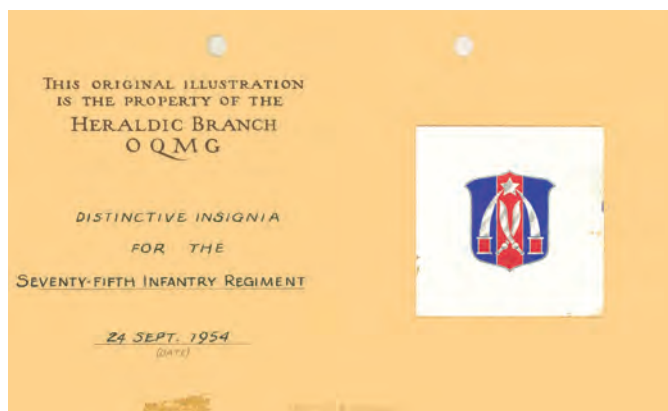 THIS ORIGINAL ILLUSTRATION
IS THE PROPERTY OF THE
HERALDIC BRANCH
OQMG
DISTINCTIVE INSIGNIA
FOR THE
SEVENTY-FIFTH INFANTRY REGIMENT
24 SEPT. 1954
(DATE)